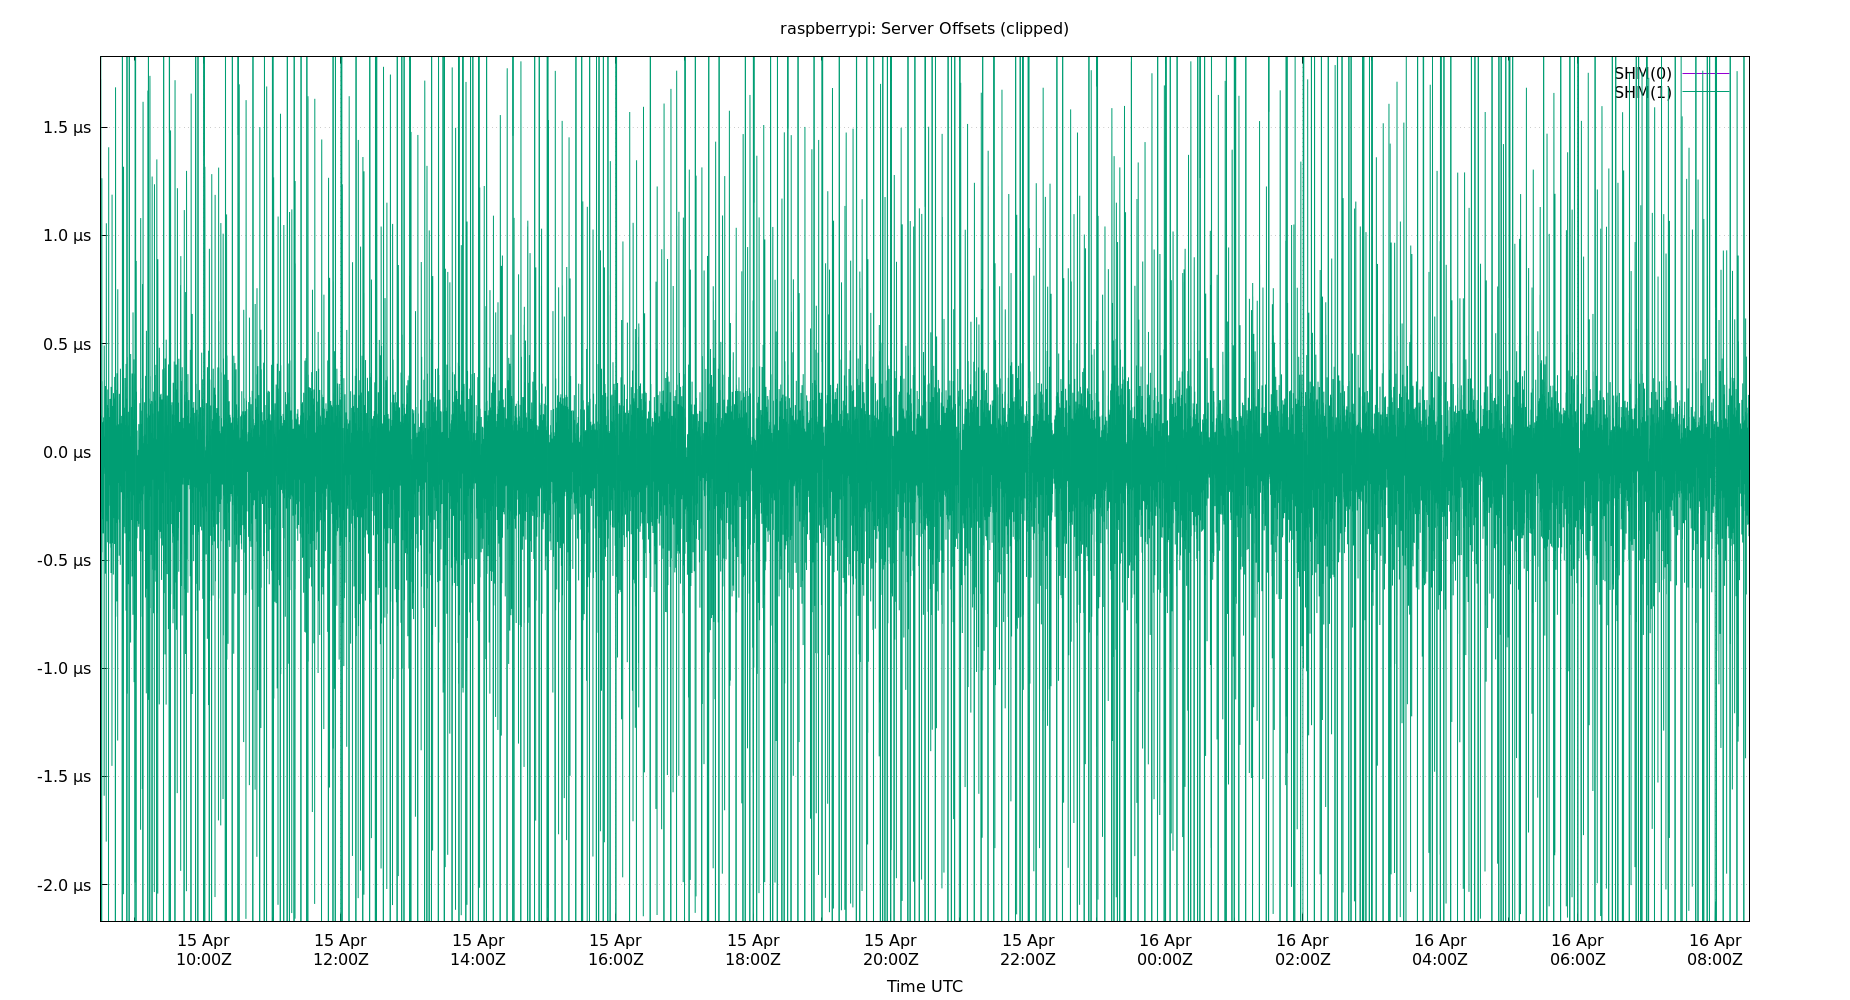 raspberrypi: Server Offsets (clipped)
SHM(0)
SHM(1)
1.5 µs
1.0 µs
0.5 µs
0.0 µs
-0.5 µs
-1.0 µs
-1.5 µs
-2.0 µs
15 Apr 15 Apr 15 Apr 15 Apr 15 Apr 15 Apr 15 Apr 16 Apr 16 Apr 16 Apr 16 Apr 16 Apr
10:00Z 12:00Z 14:00Z 16:00Z 18:00Z 20:00Z 22:00Z 00:00Z 02:00Z 04:00Z 06:00Z 08:00Z
Time UTC